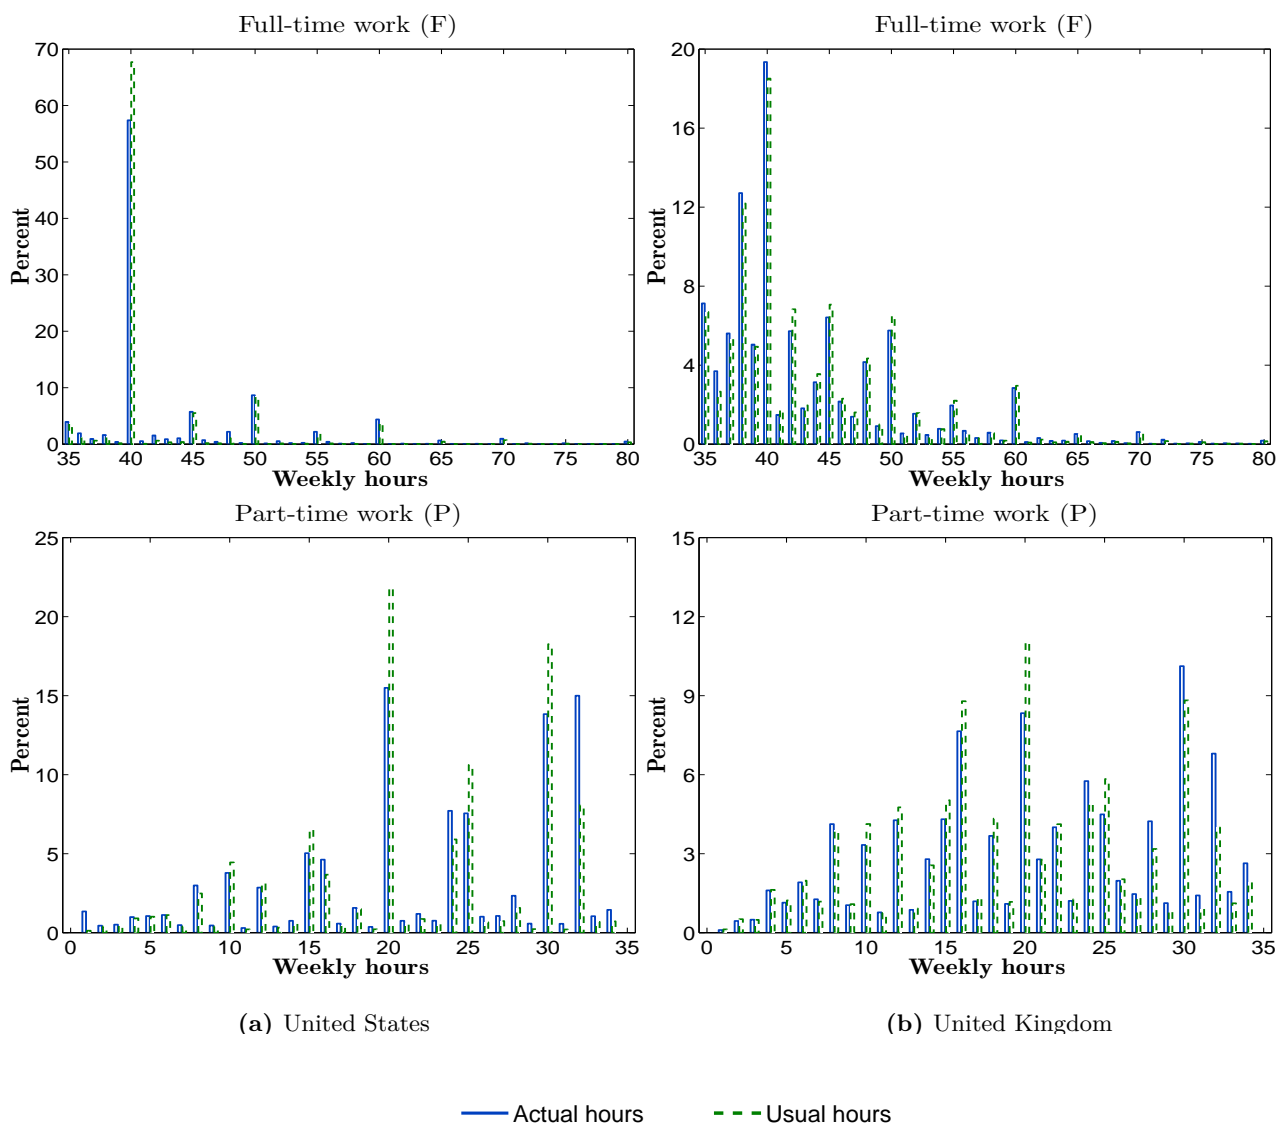 Full-time work (F)
70
60
50
40
30
20
10
0
Percent
35 40 45 50 55 60 65 70 75 80
Weekly hours
Full-time work (F)
20
16
12
8
4
0
Percent
35 40 45 50 55 60 65 70 75 80
Weekly hours
Part-time work (P)
25
20
15
10
5
0
Percent
0 5 10 15 20 25 30 35
Weekly hours
Part-time work (P)
15
12
9
6
3
0
Percent
0 5 10 15 20 25 30 35
Weekly hours
(a) United States
(b) United Kingdom
Actual hours
Usual hours